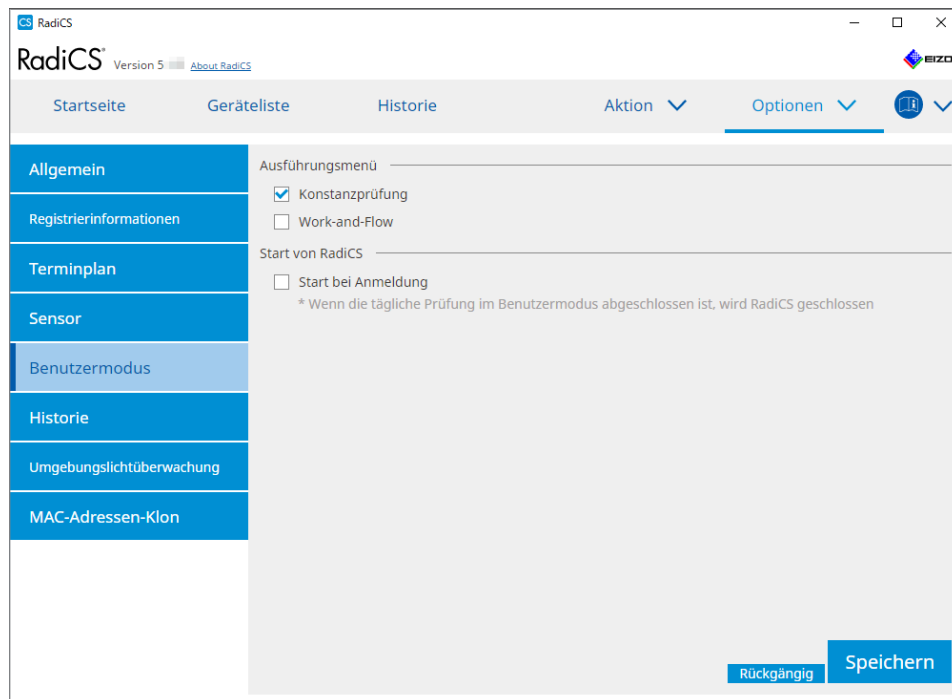 CS RadiCS
RadiCS Version 5 About RadiCS
EIZO
Startseite Geräteliste Historie Aktion Optionen
Allgemein
Registrierinformationen
Terminplan
Sensor
Benutzermodus
Historie
Umgebungslichtüberwachung
MAC-Adressen-Klon
Ausführungsmenü
Konstanzprüfung
Work-and-Flow
Start von RadiCS
Start bei Anmeldung
* Wenn die tägliche Prüfung im Benutzermodus abgeschlossen ist, wird RadiCS geschlossen
Rückgängig Speichern